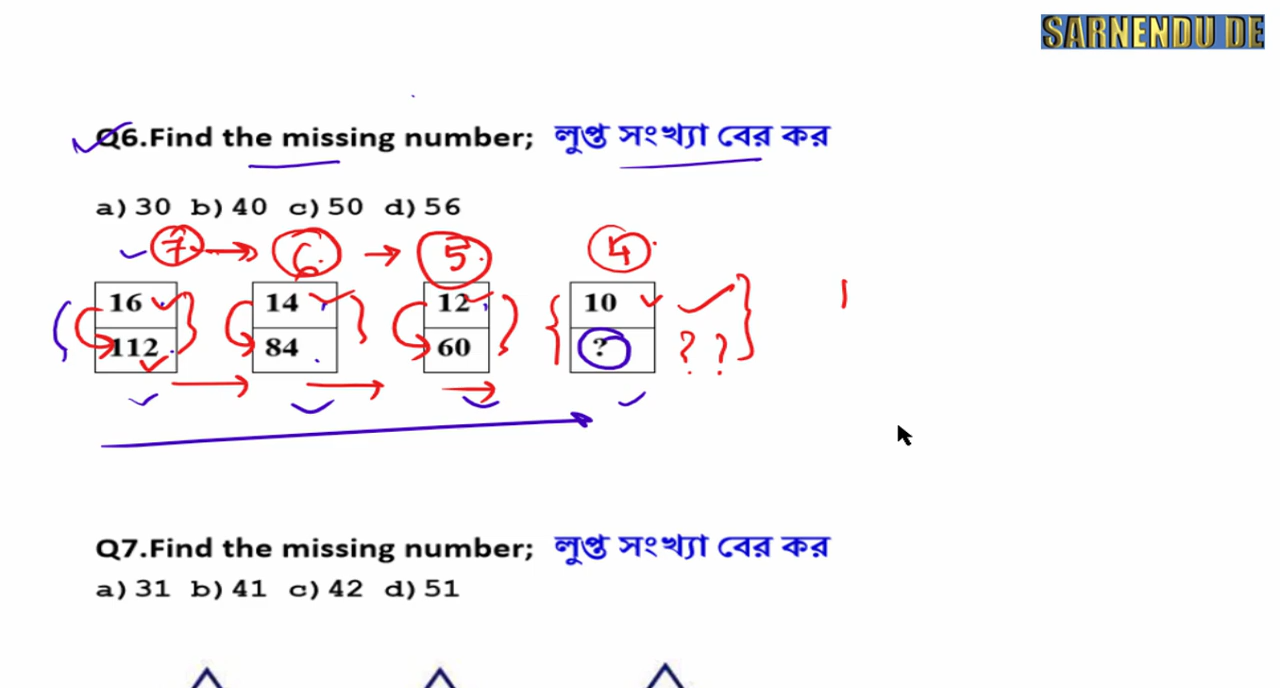 SARNENDU DE
Q6.Find the missing number; লুপ্ত সংখ্যা বের কর
a) 30 b) 40 c) 50 d) 56
7 → 6 → 5 4
16 14 12 10
112 84 60 ? ? ?
Q7.Find the missing number; লুপ্ত সংখ্যা বের কর
a) 31 b) 41 c) 42 d) 51